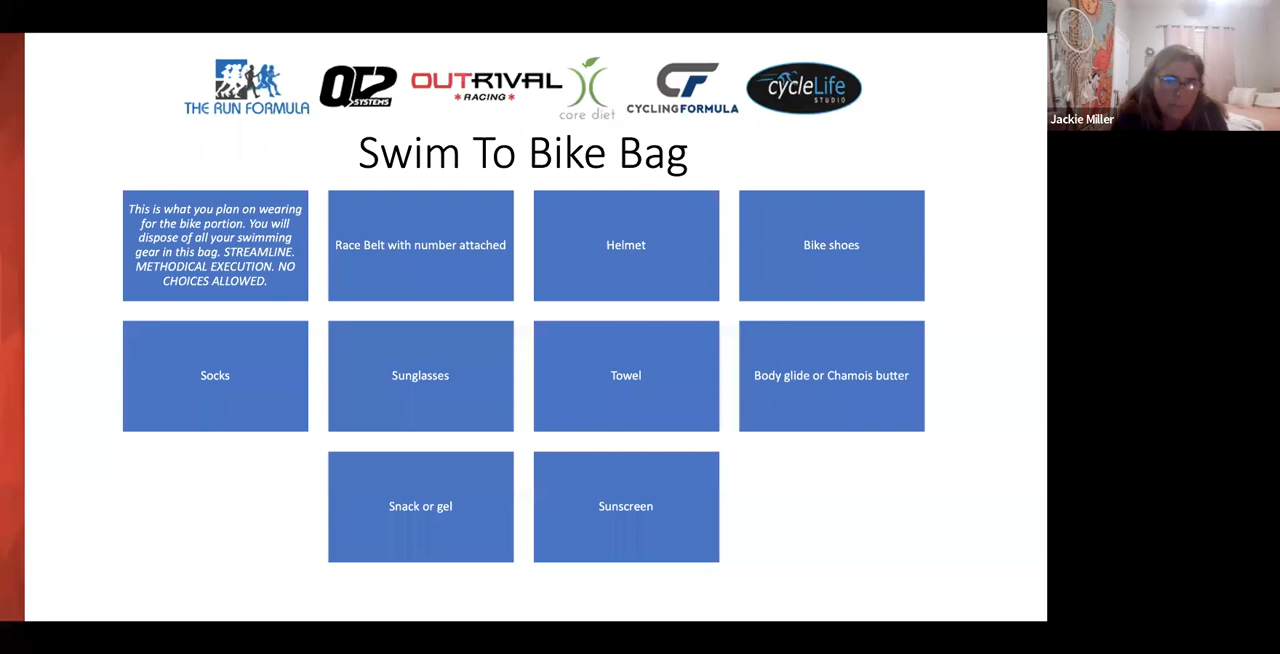 THE RUN FORMULA
QT2
SYSTEMS
OUTRIVAL
RACING
core diet
CYCLINGFORMULA
cycleLife
STUDIO
Jackie Miller
Swim To Bike Bag
This is what you plan on wearing
for the bike portion. You will
dispose of all your swimming
gear in this bag. STREAMLINE.
METHODICAL EXECUTION. NO
CHOICES ALLOWED.
Race Belt with number attached
Helmet
Bike shoes
Socks
Sunglasses
Towel
Body glide or Chamois butter
Snack or gel
Sunscreen